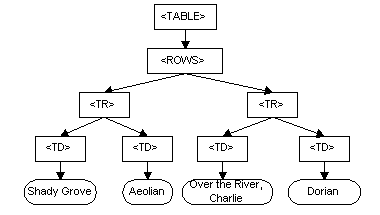 <TABLE>
<ROWS>
<TR> <TR>
<TD> <TD> <TD> <TD>
Shady Grove Aeolian Over the River, Dorian
Charlie